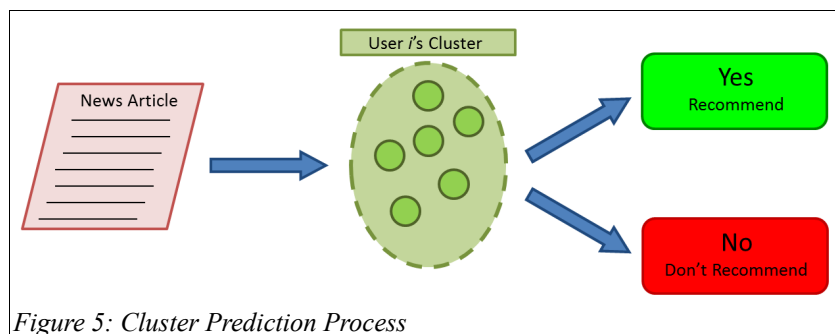 User i's Cluster
News Article
Yes
Recommend
No
Don't Recommend
Figure 5: Cluster Prediction Process